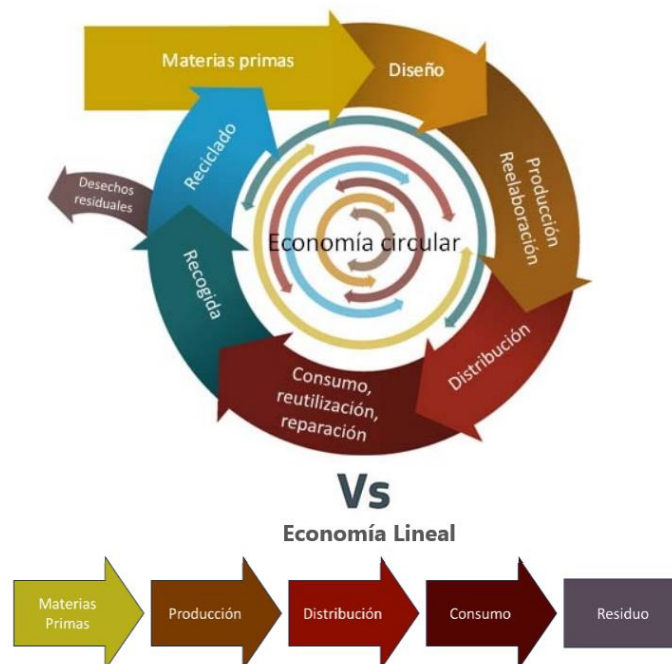 Materias primas
Diseño
Producción
Reelaboración
Distribución
Consumo,
reutilización,
reparación
Recogida
Reciclado
Desechos
residuales
Economía circular
Vs
Economía Lineal
Materias
Primas
Producción
Distribución
Consumo
Residuo